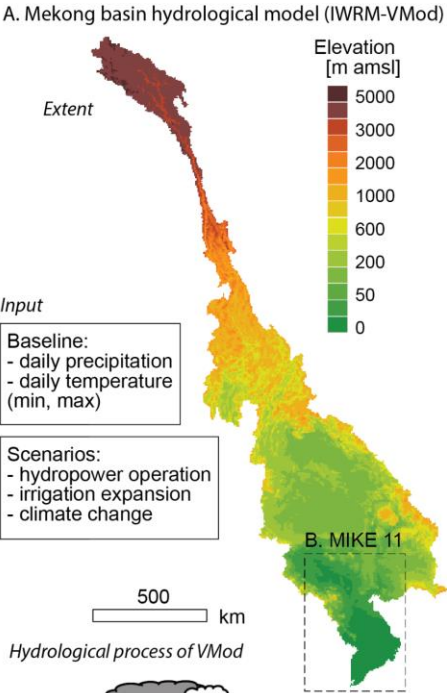 A. Mekong basin hydrological model (IWRM-VMod)
Elevation
[m amsl]
Extent
5000
3000
2000
1000
600
200
50
0
Input
Baseline:
- daily precipitation
- daily temperature
(min, max)
Scenarios:
- hydropower operation
- irrigation expansion
- climate change
B. MIKE 11
500
km
Hydrological process of VMod